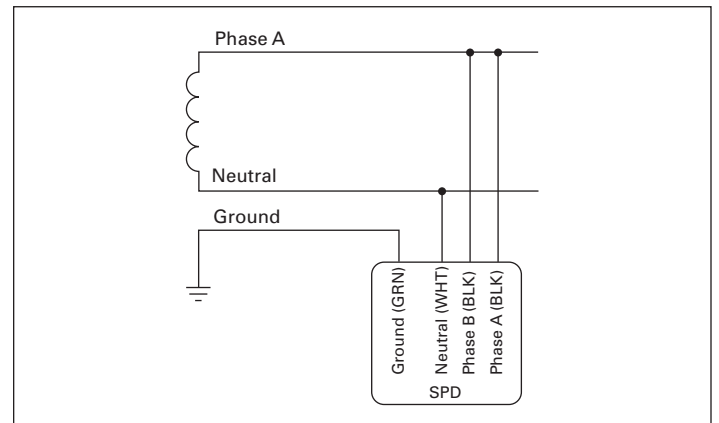 Phase A
Neutral
Ground
Ground (GRN)
Neutral (WHT)
Phase B (BLK)
Phase A (BLK)
SPD